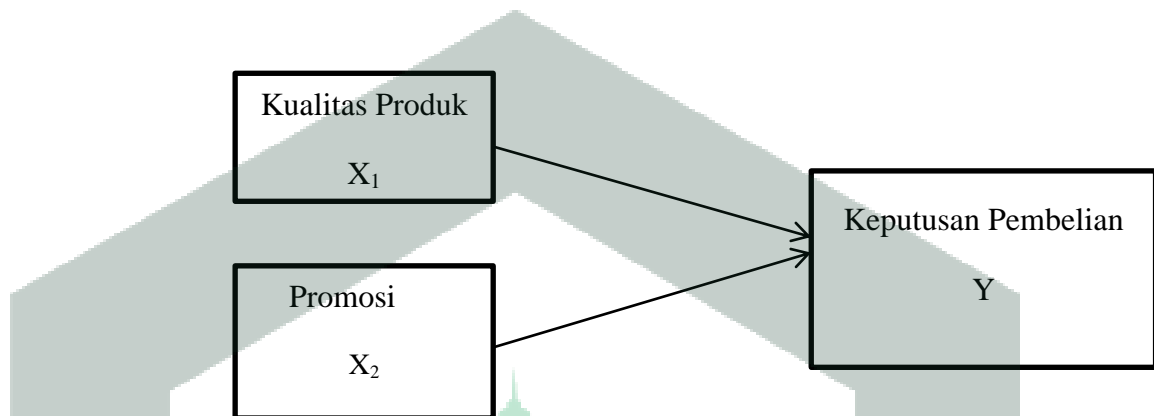 Kualitas Produk
X₁
Promosi
X₂
Keputusan Pembelian
Y